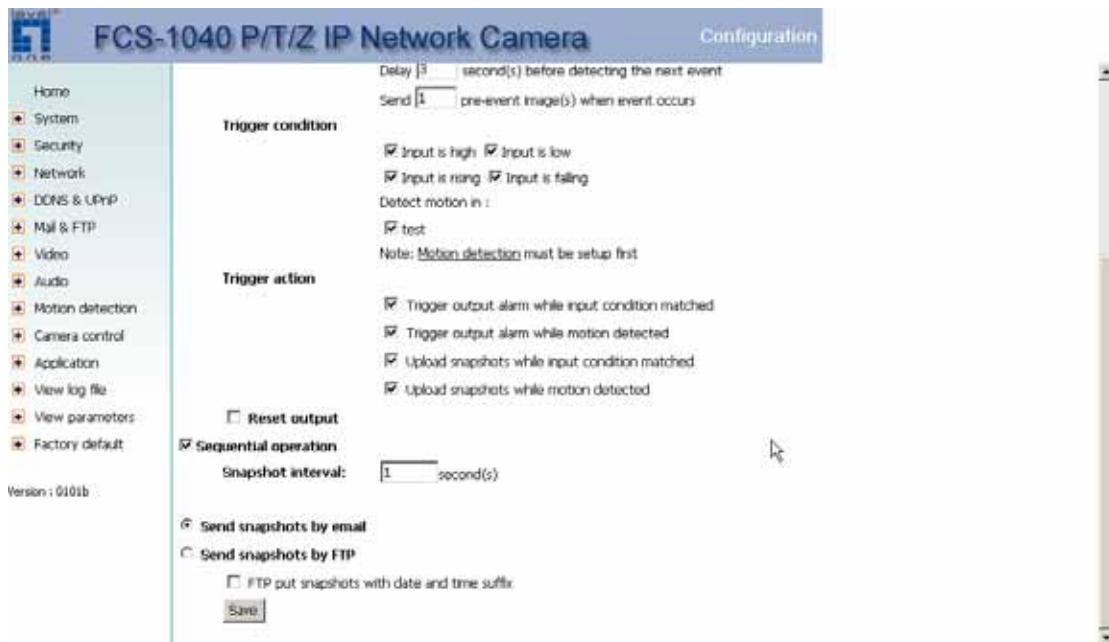 level
one
FCS-1040 P/T/Z IP Network Camera
Configuration
Home
System
Security
Network
DDNS & UPnP
Mail & FTP
Video
Audio
Motion detection
Camera control
Application
View log file
View parameters
Factory default
Version : 0101b
Delay 3 second(s) before detecting the next event
Send 1 pre-event image(s) when event occurs
Trigger condition
Input is high Input is low
Input is rising Input is falling
Detect motion in :
test
Note: Motion detection must be setup first
Trigger action
Trigger output alarm while input condition matched
Trigger output alarm while motion detected
Upload snapshots while input condition matched
Upload snapshots while motion detected
Reset output
Sequential operation
Snapshot interval: 1 second(s)
Send snapshots by email
Send snapshots by FTP
FTP put snapshots with date and time suffix
Save